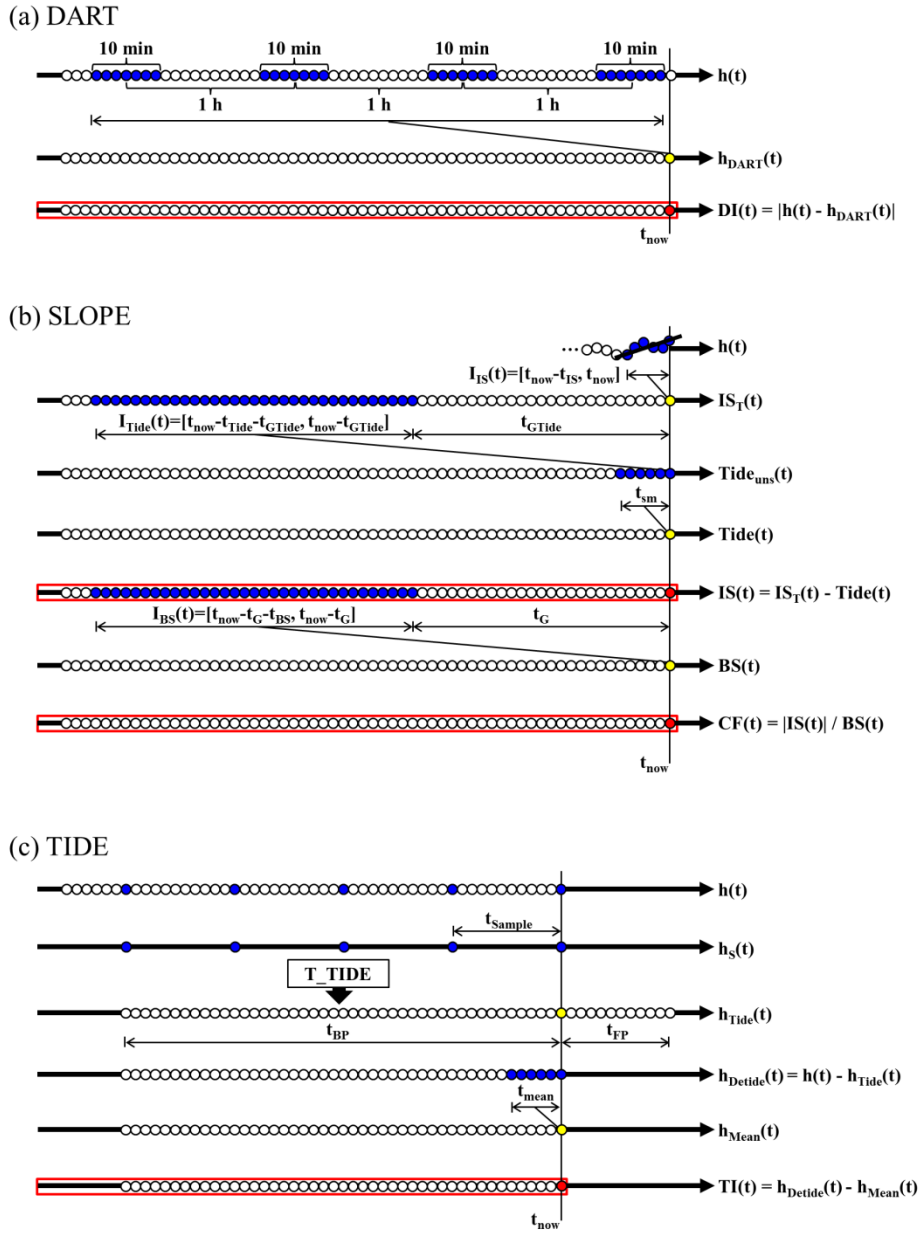 (a) DART
10 min 10 min 10 min 10 min
h(t)
1 h 1 h 1 h
h_DART(t)
DI(t) = |h(t) - h_DART(t)|
t_now
(b) SLOPE
... h(t)
I_IS(t)=[t_now-t_IS, t_now]
IS_T(t)
I_Tide(t)=[t_now-t_Tide-t_GTide, t_now-t_GTide] t_GTide
Tide_uns(t)
t_sm
Tide(t)
IS(t) = IS_T(t) - Tide(t)
I_BS(t)=[t_now-t_G-t_BS, t_now-t_G] t_G
BS(t)
CF(t) = |IS(t)| / BS(t)
t_now
(c) TIDE
h(t)
t_Sample
h_S(t)
T_TIDE
h_Tide(t)
t_BP t_FP
h_Detide(t) = h(t) - h_Tide(t)
t_mean
h_Mean(t)
TI(t) = h_Detide(t) - h_Mean(t)
t_now